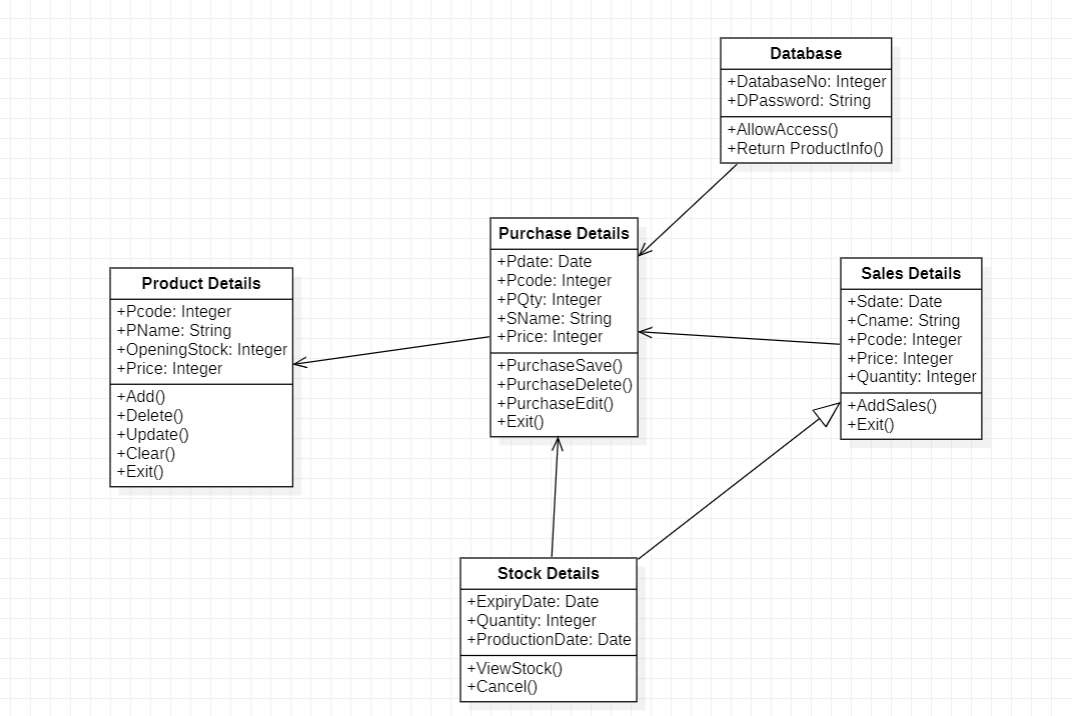 Database
+DatabaseNo: Integer
+DPassword: String
+AllowAccess()
+Return ProductInfo()
Purchase Details
+Pdate: Date
+Pcode: Integer
+PQty: Integer
+SName: String
+Price: Integer
+PurchaseSave()
+PurchaseDelete()
+PurchaseEdit()
+Exit()
Product Details
+Pcode: Integer
+PName: String
+OpeningStock: Integer
+Price: Integer
+Add()
+Delete()
+Update()
+Clear()
+Exit()
Sales Details
+Sdate: Date
+Cname: String
+Pcode: Integer
+Price: Integer
+Quantity: Integer
+AddSales()
+Exit()
Stock Details
+ExpiryDate: Date
+Quantity: Integer
+ProductionDate: Date
+ViewStock()
+Cancel()